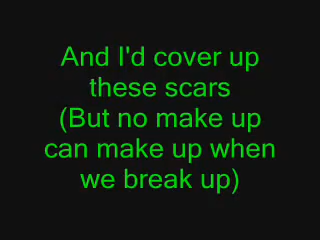 And I'd cover up
these scars
(But no make up
can make up when
we break up)